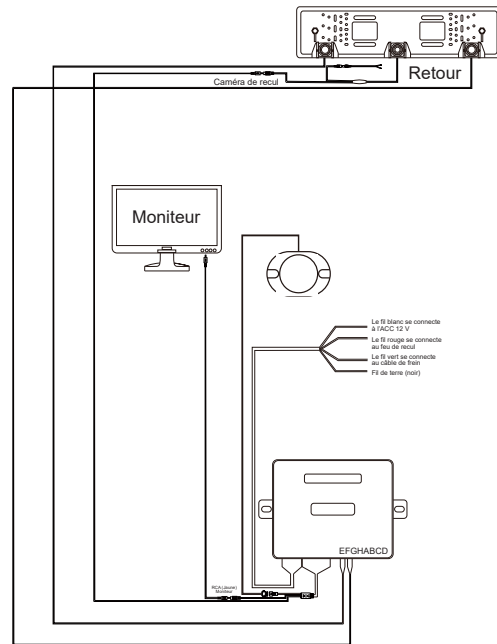 Retour
Caméra de recul
Moniteur
Le fil blanc se connecte
à l'ACC 12 V
Le fil rouge se connecte
au feu de recul
Le fil vert se connecte
au câble de frein
Fil de terre (noir)
EFGHABCD
RCA (Jaune)
Moniteur